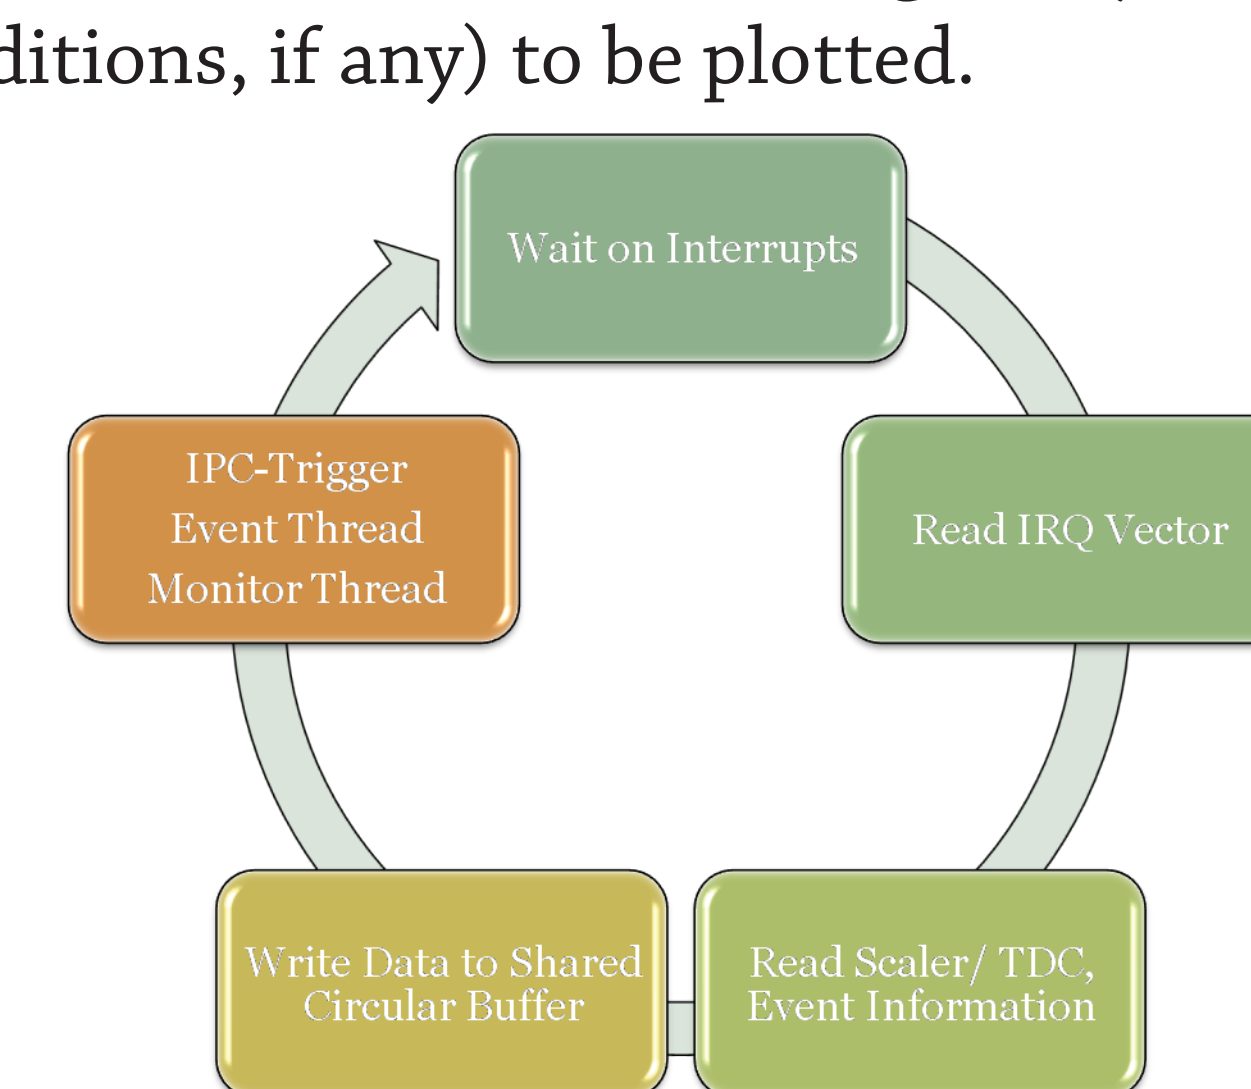 ditions, if any) to be plotted.
Wait on Interrupts
Read IRQ Vector
Read Scaler/ TDC,
Event Information
Write Data to Shared
Circular Buffer
IPC-Trigger
Event Thread
Monitor Thread